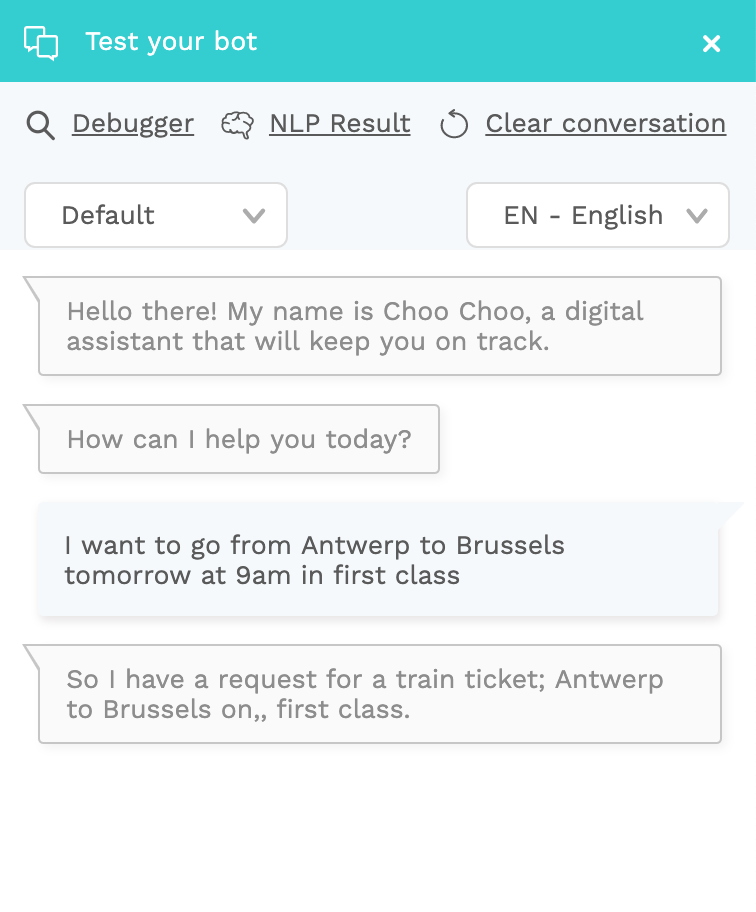 Test your bot
Debugger
NLP Result
Clear conversation
Default
EN - English
Hello there! My name is Choo Choo, a digital
assistant that will keep you on track.
How can I help you today?
I want to go from Antwerp to Brussels
tomorrow at 9am in first class
So I have a request for a train ticket; Antwerp
to Brussels on,, first class.